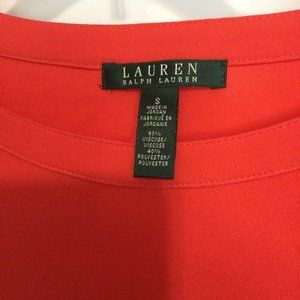 LAUREN
RALPH LAUREN
S
MADE IN
JORDAN
FABRIQUÉ EN
JORDANIE
60%
VISCOSE/
VISCOSE
40%
POLYESTER/
POLYESTER